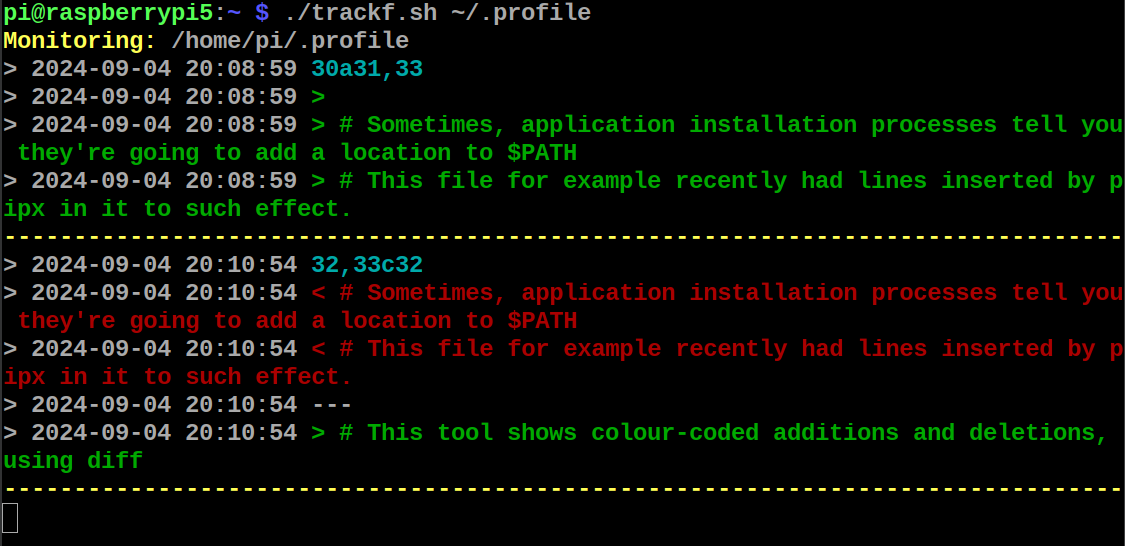 pi@raspberrypi5:~ $ ./trackf.sh ~/.profile
Monitoring: /home/pi/.profile
> 2024-09-04 20:08:59 30a31,33
> 2024-09-04 20:08:59 >
> 2024-09-04 20:08:59 > # Sometimes, application installation processes tell you
 they're going to add a location to $PATH
> 2024-09-04 20:08:59 > # This file for example recently had lines inserted by p
ipx in it to such effect.
--------------------------------------------------------------------------------
> 2024-09-04 20:10:54 32,33c32
> 2024-09-04 20:10:54 < # Sometimes, application installation processes tell you
 they're going to add a location to $PATH
> 2024-09-04 20:10:54 < # This file for example recently had lines inserted by p
ipx in it to such effect.
> 2024-09-04 20:10:54 ---
> 2024-09-04 20:10:54 > # This tool shows colour-coded additions and deletions,
using diff
--------------------------------------------------------------------------------